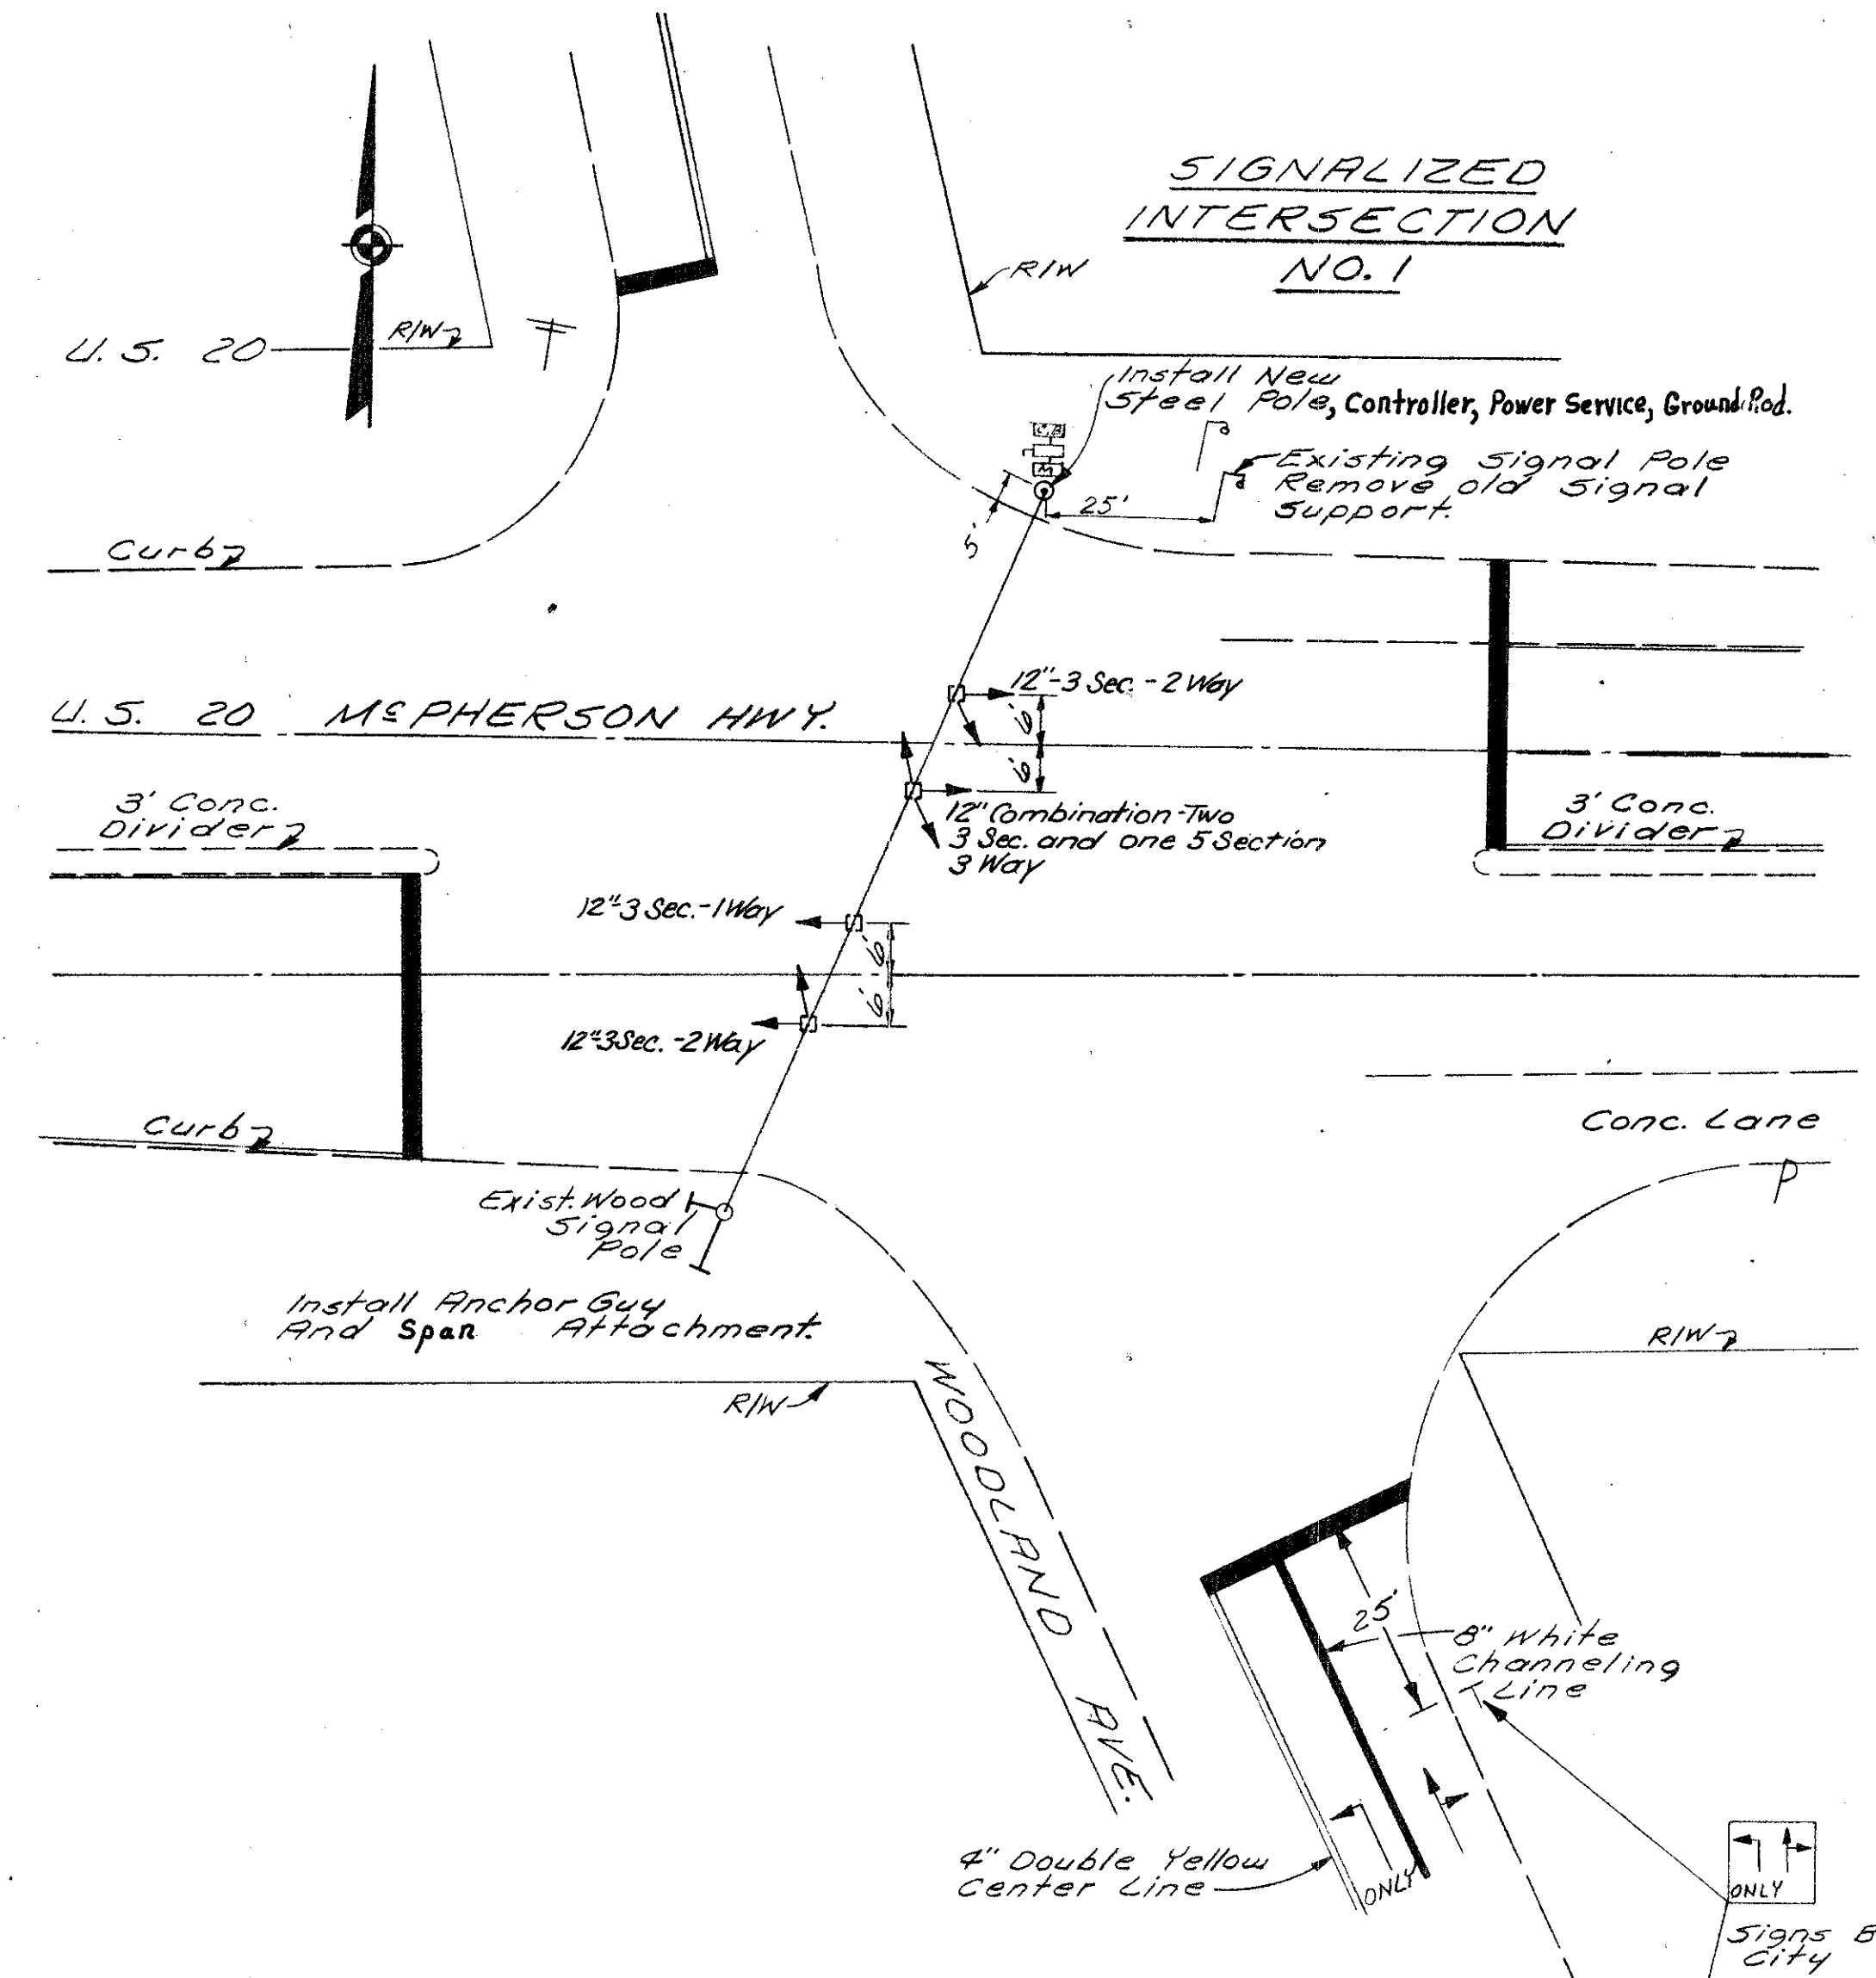 SIGNALIZED
INTERSECTION
NO. 1
R/W
U.S. 20
R/W
Install New
Steel Pole, Controller, Power Service, Ground Rod.
C.B
M
Existing Signal Pole
Remove old Signal
Support.
25'
5'
Curb
12"-3 Sec. - 2 Way
U.S. 20 McPHERSON HWY.
6'
6'
3' Conc.
Divider
12" Combination-Two
3 Sec. and one 5 Section
3 Way
3' Conc.
Divider
12"-3 Sec.-1 Way
6'
6'
12"-3 Sec. -2 Way
Curb
Conc. Lane
P
Exist. Wood
Signal
Pole
Install Anchor Guy
And Span Attachment.
R/W
R/W
WOODLAND AVE.
25'
8" White
Channeling
Line
4" Double Yellow
Center Line
ONLY
ONLY
Signs B
City